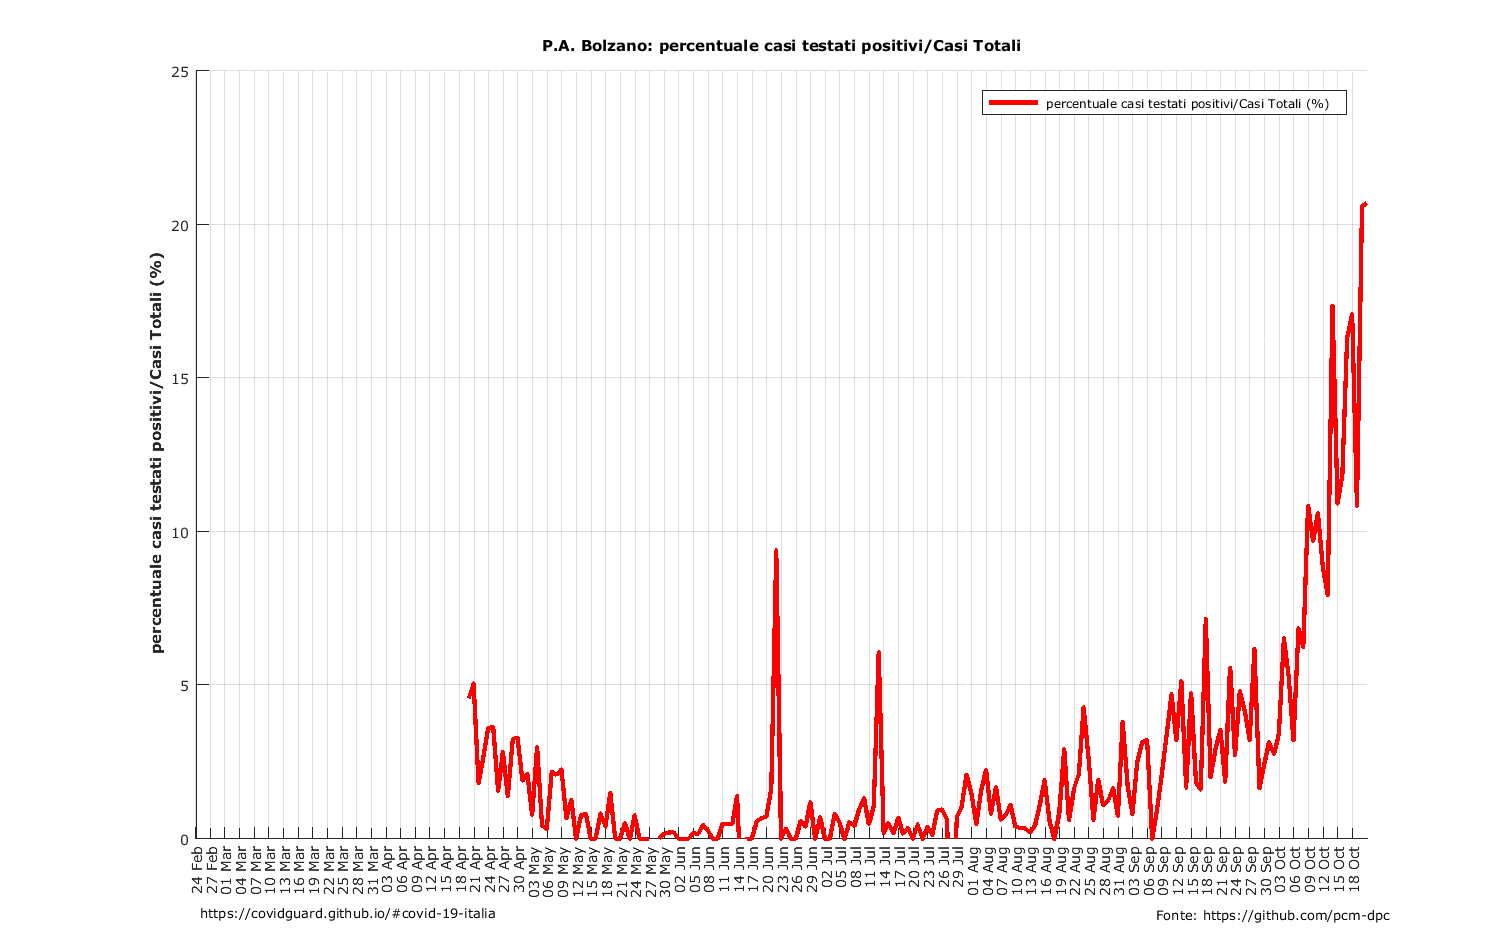 P.A. Bolzano: percentuale casi testati positivi/Casi Totali
percentuale casi testati positivi/Casi Totali (%)
percentuale casi testati positivi/Casi Totali (%)
25
20
15
10
5
0
24 Feb
27 Feb
01 Mar
04 Mar
07 Mar
10 Mar
13 Mar
16 Mar
19 Mar
22 Mar
25 Mar
28 Mar
31 Mar
03 Apr
06 Apr
09 Apr
12 Apr
15 Apr
18 Apr
21 Apr
24 Apr
27 Apr
30 Apr
03 May
06 May
09 May
12 May
15 May
18 May
21 May
24 May
27 May
30 May
02 Jun
05 Jun
08 Jun
11 Jun
14 Jun
17 Jun
20 Jun
23 Jun
26 Jun
29 Jun
02 Jul
05 Jul
08 Jul
11 Jul
14 Jul
17 Jul
20 Jul
23 Jul
26 Jul
29 Jul
01 Aug
04 Aug
07 Aug
10 Aug
13 Aug
16 Aug
19 Aug
22 Aug
25 Aug
28 Aug
31 Aug
03 Sep
06 Sep
09 Sep
12 Sep
15 Sep
18 Sep
21 Sep
24 Sep
27 Sep
30 Sep
03 Oct
06 Oct
09 Oct
12 Oct
15 Oct
18 Oct
https://covidguard.github.io/#covid-19-italia
Fonte: https://github.com/pcm-dpc